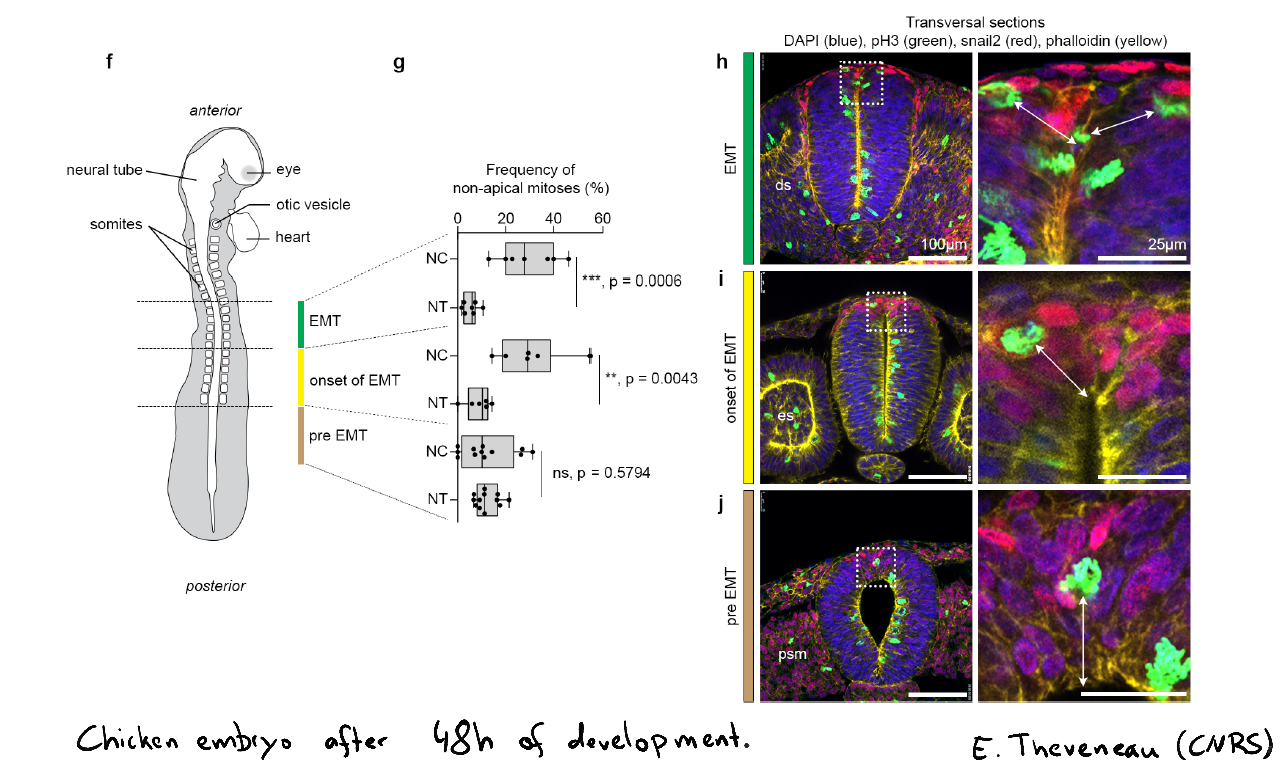 Transversal sections
DAPI (blue), pH3 (green), snail2 (red), phalloidin (yellow)
f
g
h
anterior
neural tube
eye
otic vesicle
somites
heart
EMT
onset of EMT
pre EMT
posterior
Frequency of
non-apical mitoses (%)
0 20 40 60
NC
***, p = 0.0006
NT
NC
**, p = 0.0043
NT
NC
ns, p = 0.5794
NT
EMT
ds
100µm
25µm
i
onset of EMT
es
j
pre EMT
psm
Chicken embryo after 48h of development.
E. Theveneau (CNRS)